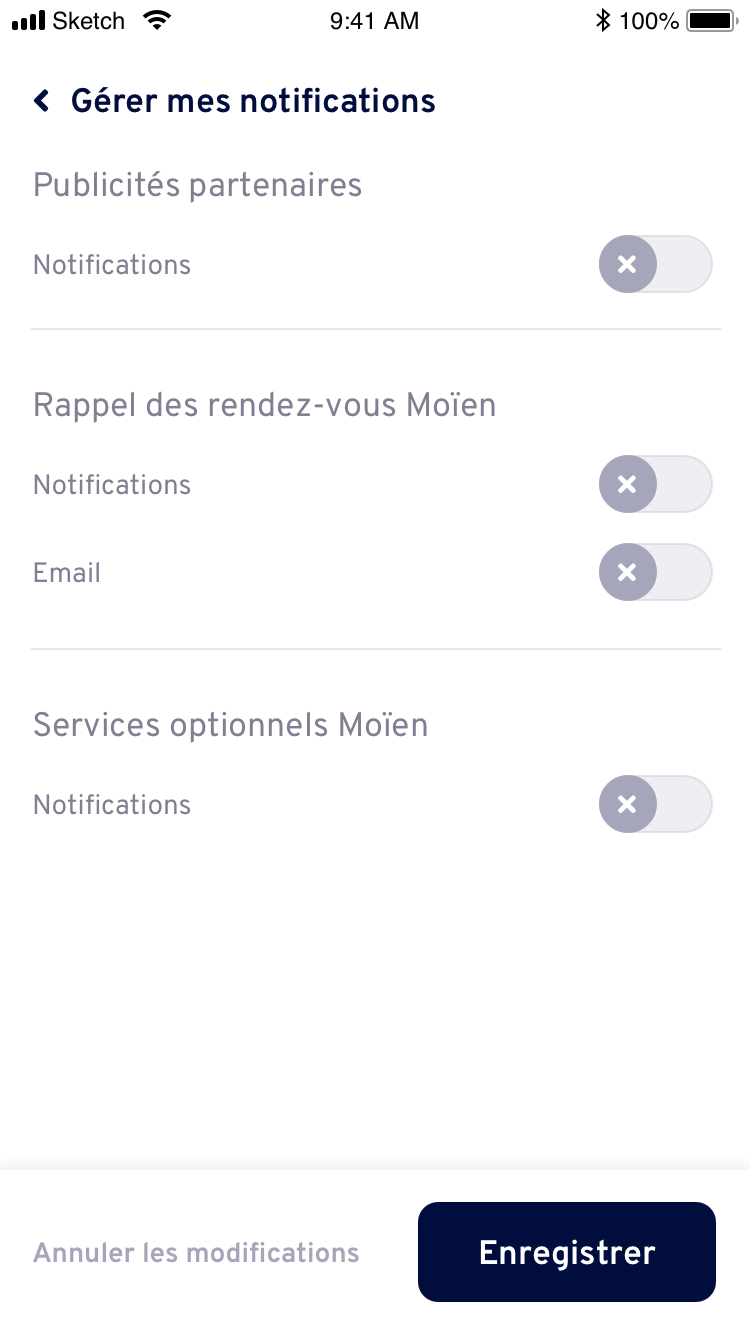 Sketch 9:41 AM 100%
Gérer mes notifications
Publicités partenaires
Notifications
Rappel des rendez-vous Moïen
Notifications
Email
Services optionnels Moïen
Notifications
Annuler les modifications Enregistrer